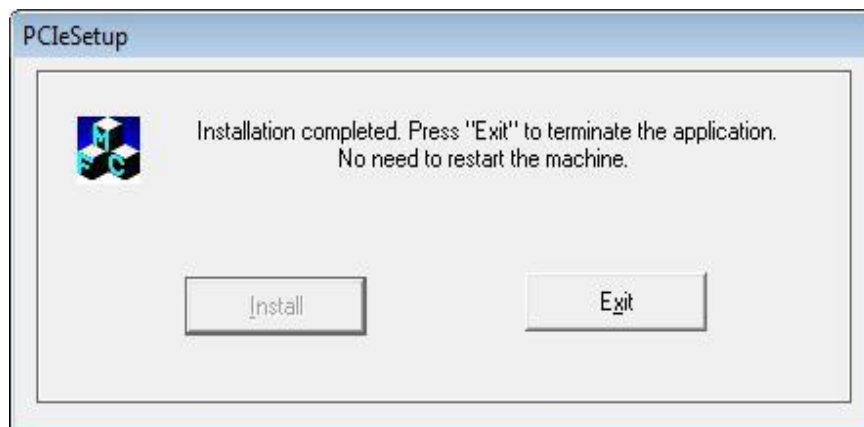 PCIeSetup
M
F C
Installation completed. Press "Exit" to terminate the application.
No need to restart the machine.
Install
Exit